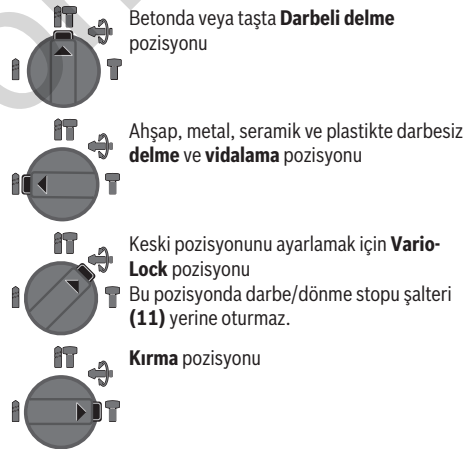 Betonda veya taşta Darbeli delme
pozisyonu
Ahşap, metal, seramik ve plastikte darbesiz
delme ve vidalama pozisyonu
Keski pozisyonunu ayarlamak için Vario-
Lock pozisyonu
Bu pozisyonda darbe/dönme stopu şalteri
(11) yerine oturmaz.
Kırma pozisyonu